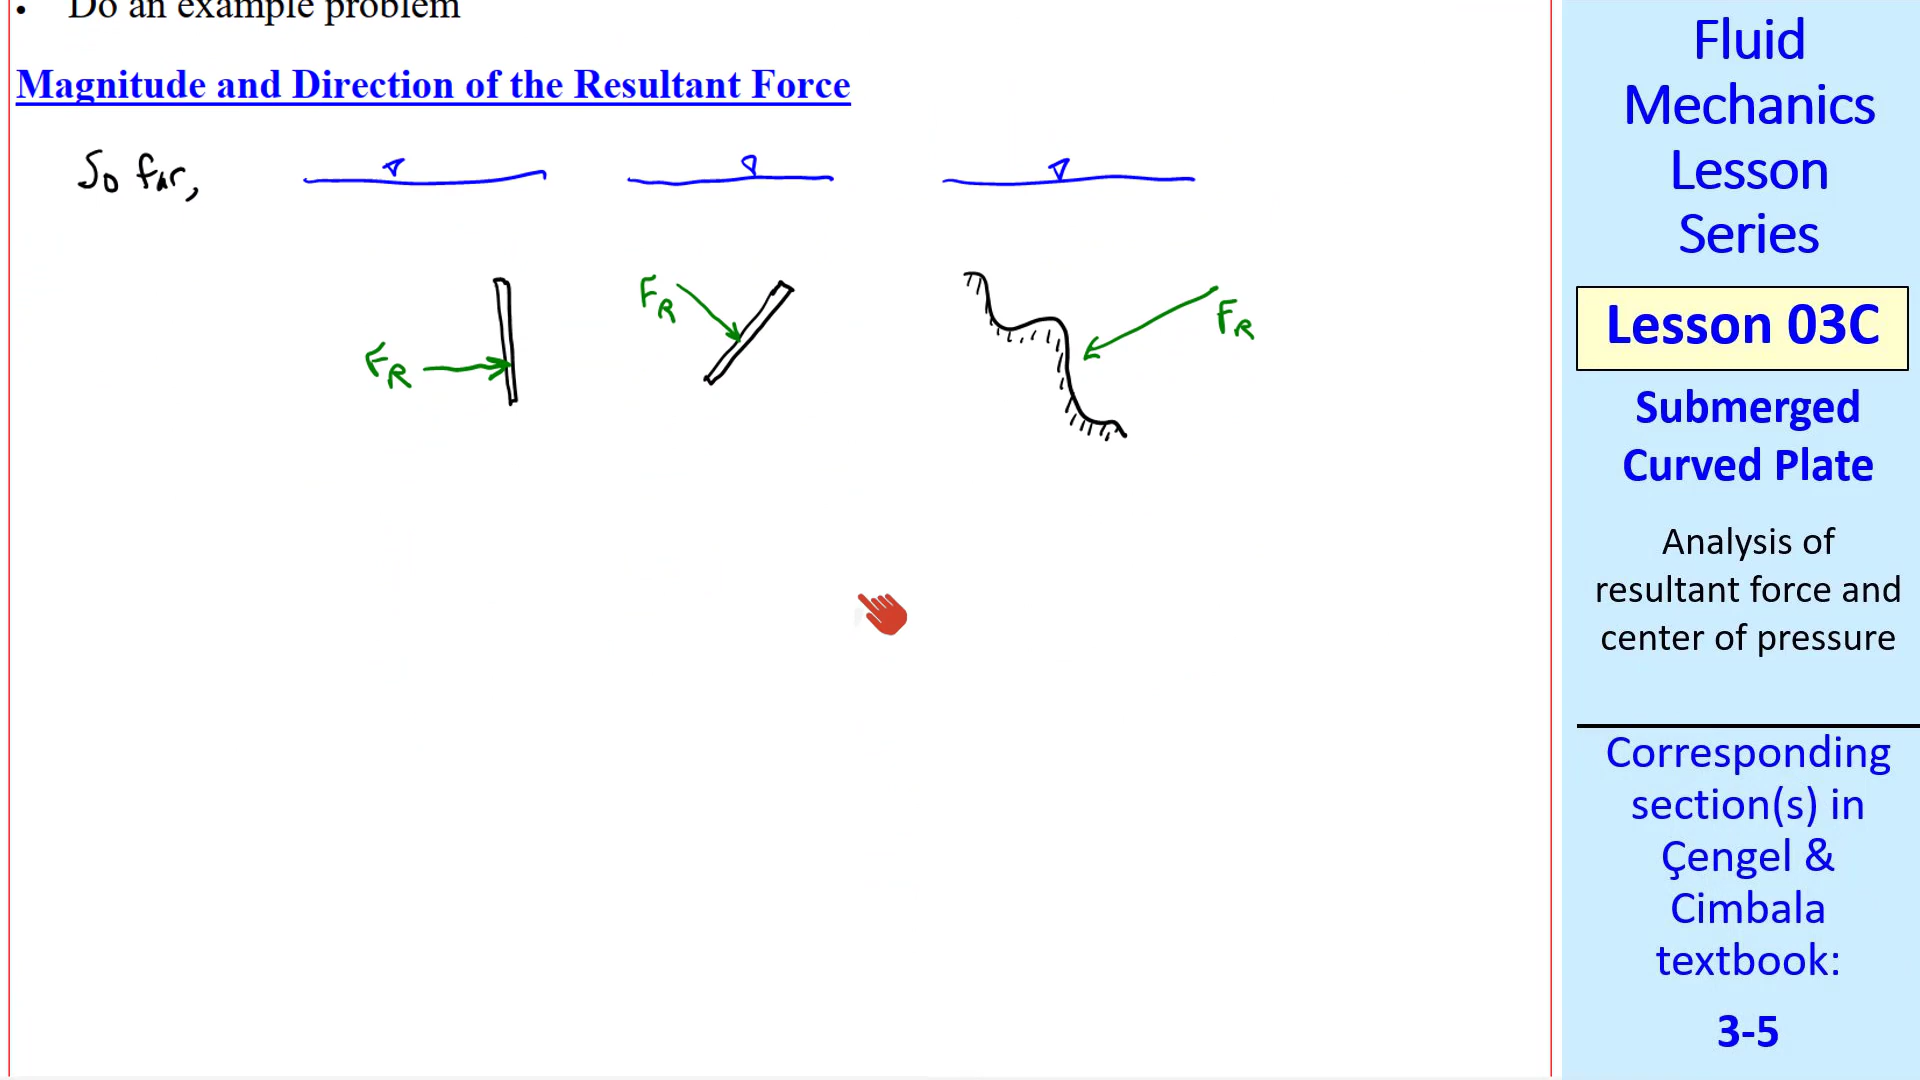 • Do an example problem
Magnitude and Direction of the Resultant Force
So far,
FR
FR
FR
Fluid
Mechanics
Lesson
Series
Lesson 03C
Submerged
Curved Plate
Analysis of
resultant force and
center of pressure
Corresponding
section(s) in
Çengel &
Cimbala
textbook:
3-5